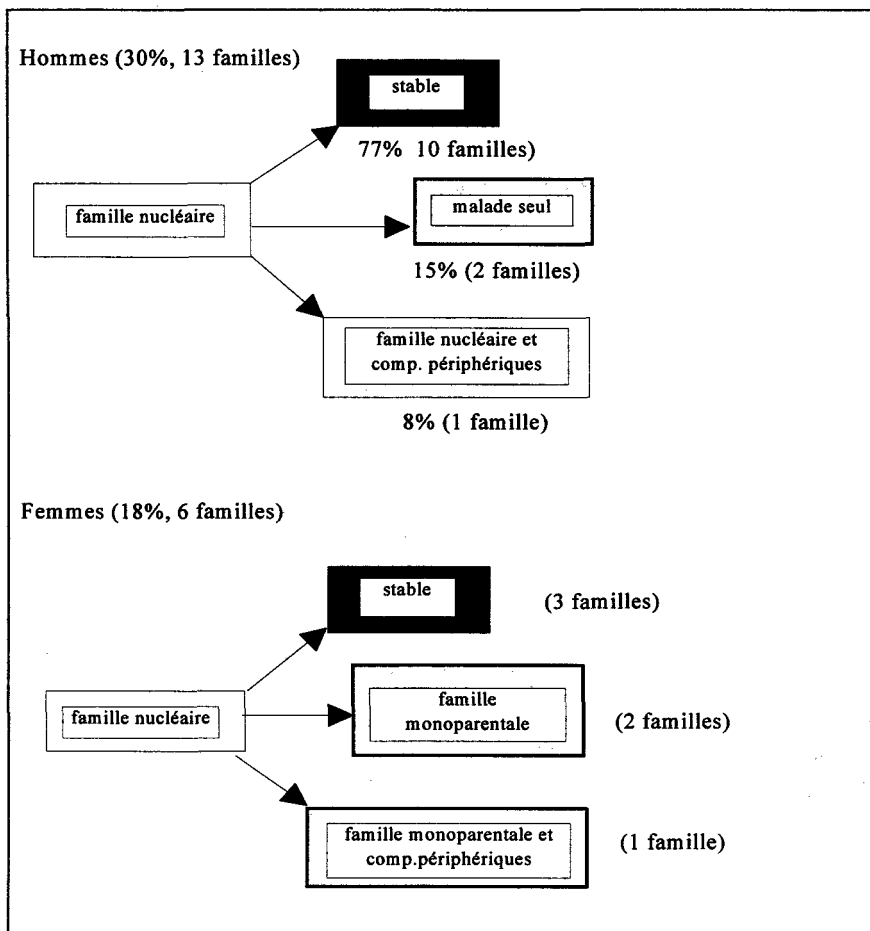 Hommes (30%, 13 familles)
stable
77% 10 familles)
famille nucléaire
malade seul
15% (2 familles)
famille nucléaire et
comp. périphériques
8% (1 famille)
Femmes (18%, 6 familles)
stable
(3 familles)
famille nucléaire
famille
monoparentale
(2 familles)
famille monoparentale et
comp.périphériques
(1 famille)